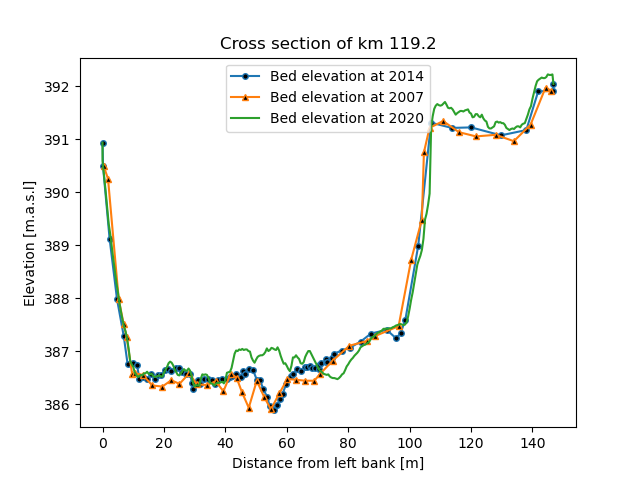 Cross section of km 119.2
Bed elevation at 2014
Bed elevation at 2007
Bed elevation at 2020
Elevation [m.a.s.l]
392
391
390
389
388
387
386
0 20 40 60 80 100 120 140
Distance from left bank [m]